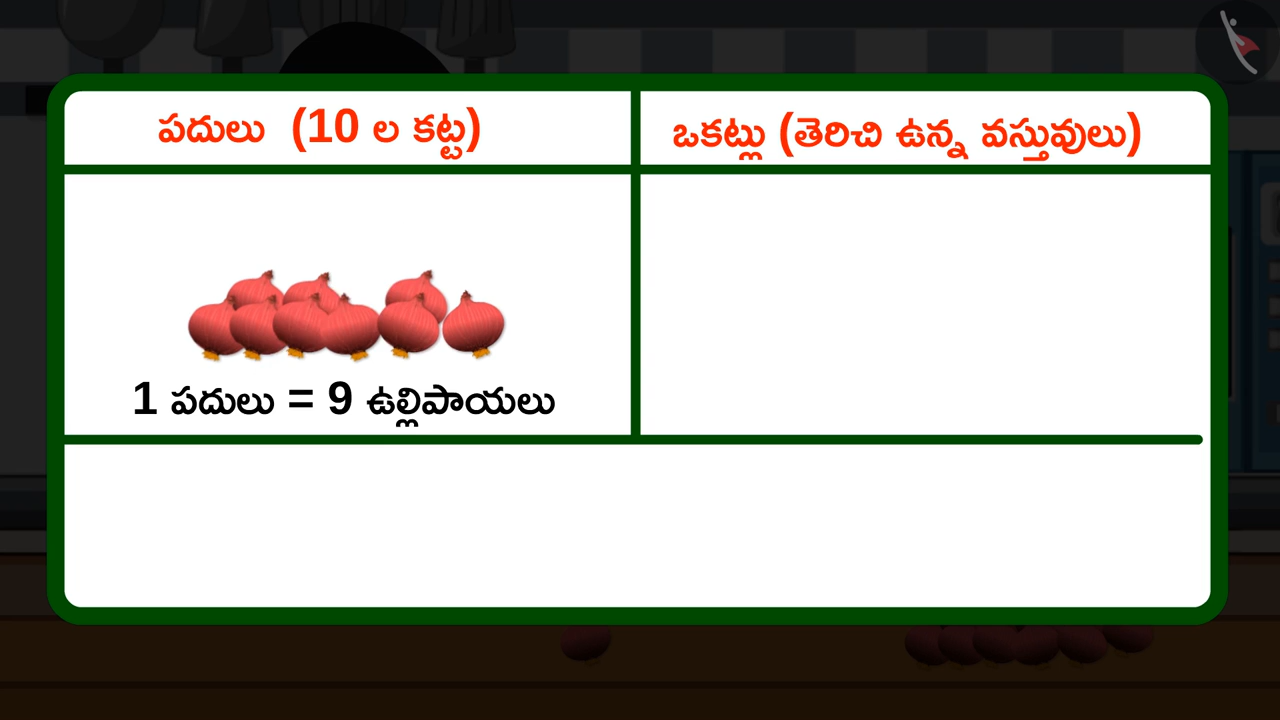 పదులు (10 ల కట్ట)
ఒకట్లు (తెరిచి ఉన్న వస్తువులు)
1 పదులు = 9 ఉల్లిపాయలు